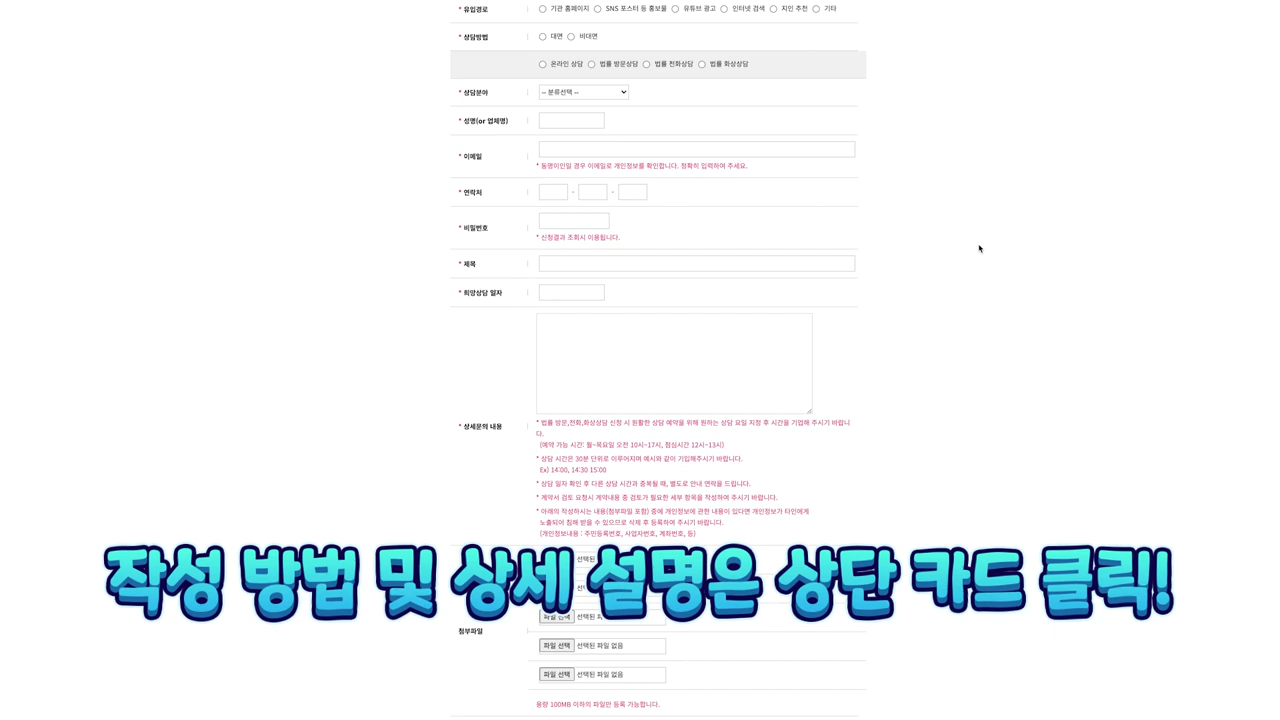 * 유입경로 기관 홈페이지 SNS 포스터 등 홍보물 유튜브 광고 인터넷 검색 지인 추천 기타
* 상담방법 대면 비대면
온라인 상담 법률 방문상담 법률 전화상담 법률 화상상담
* 상담분야 -- 분류선택 --
* 성명(or 업체명)
* 이메일
* 동명이인일 경우 이메일로 개인정보를 확인합니다. 정확히 입력하여 주세요.
* 연락처 - -
* 비밀번호
* 신청결과 조회시 이용됩니다.
* 제목
* 희망상담 일자
* 상세문의 내용
* 법률 방문,전화,화상상담 신청 시 원활한 상담 예약을 위해 원하는 상담 요일 지정 후 시간을 기입해 주시기 바랍니
다.
(예약 가능 시간: 월~목요일 오전 10시~17시, 점심시간 12시~13시)
* 상담 시간은 30분 단위로 이루어지며 예시와 같이 기입해주시기 바랍니다.
Ex) 14:00, 14:30 15:00
* 상담 일자 확인 후 다른 상담 시간과 중복될 때, 별도로 안내 연락을 드립니다.
* 계약서 검토 요청시 계약내용 중 검토가 필요한 세부 항목을 작성하여 주시기 바랍니다.
* 아래의 작성하시는 내용(첨부파일 포함) 중에 개인정보에 관한 내용이 있다면 개인정보가 타인에게
노출되어 침해 받을 수 있으므로 삭제 후 등록하여 주시기 바랍니다.
(개인정보내용 : 주민등록번호, 사업자번호, 계좌번호, 등)
선택된
작성 방법 및 상세 설명은 상단 카드 클릭!
파일 선택 선택된 파
첨부파일
파일 선택 선택된 파일 없음
파일 선택 선택된 파일 없음
용량 100MB 이하의 파일만 등록 가능합니다.